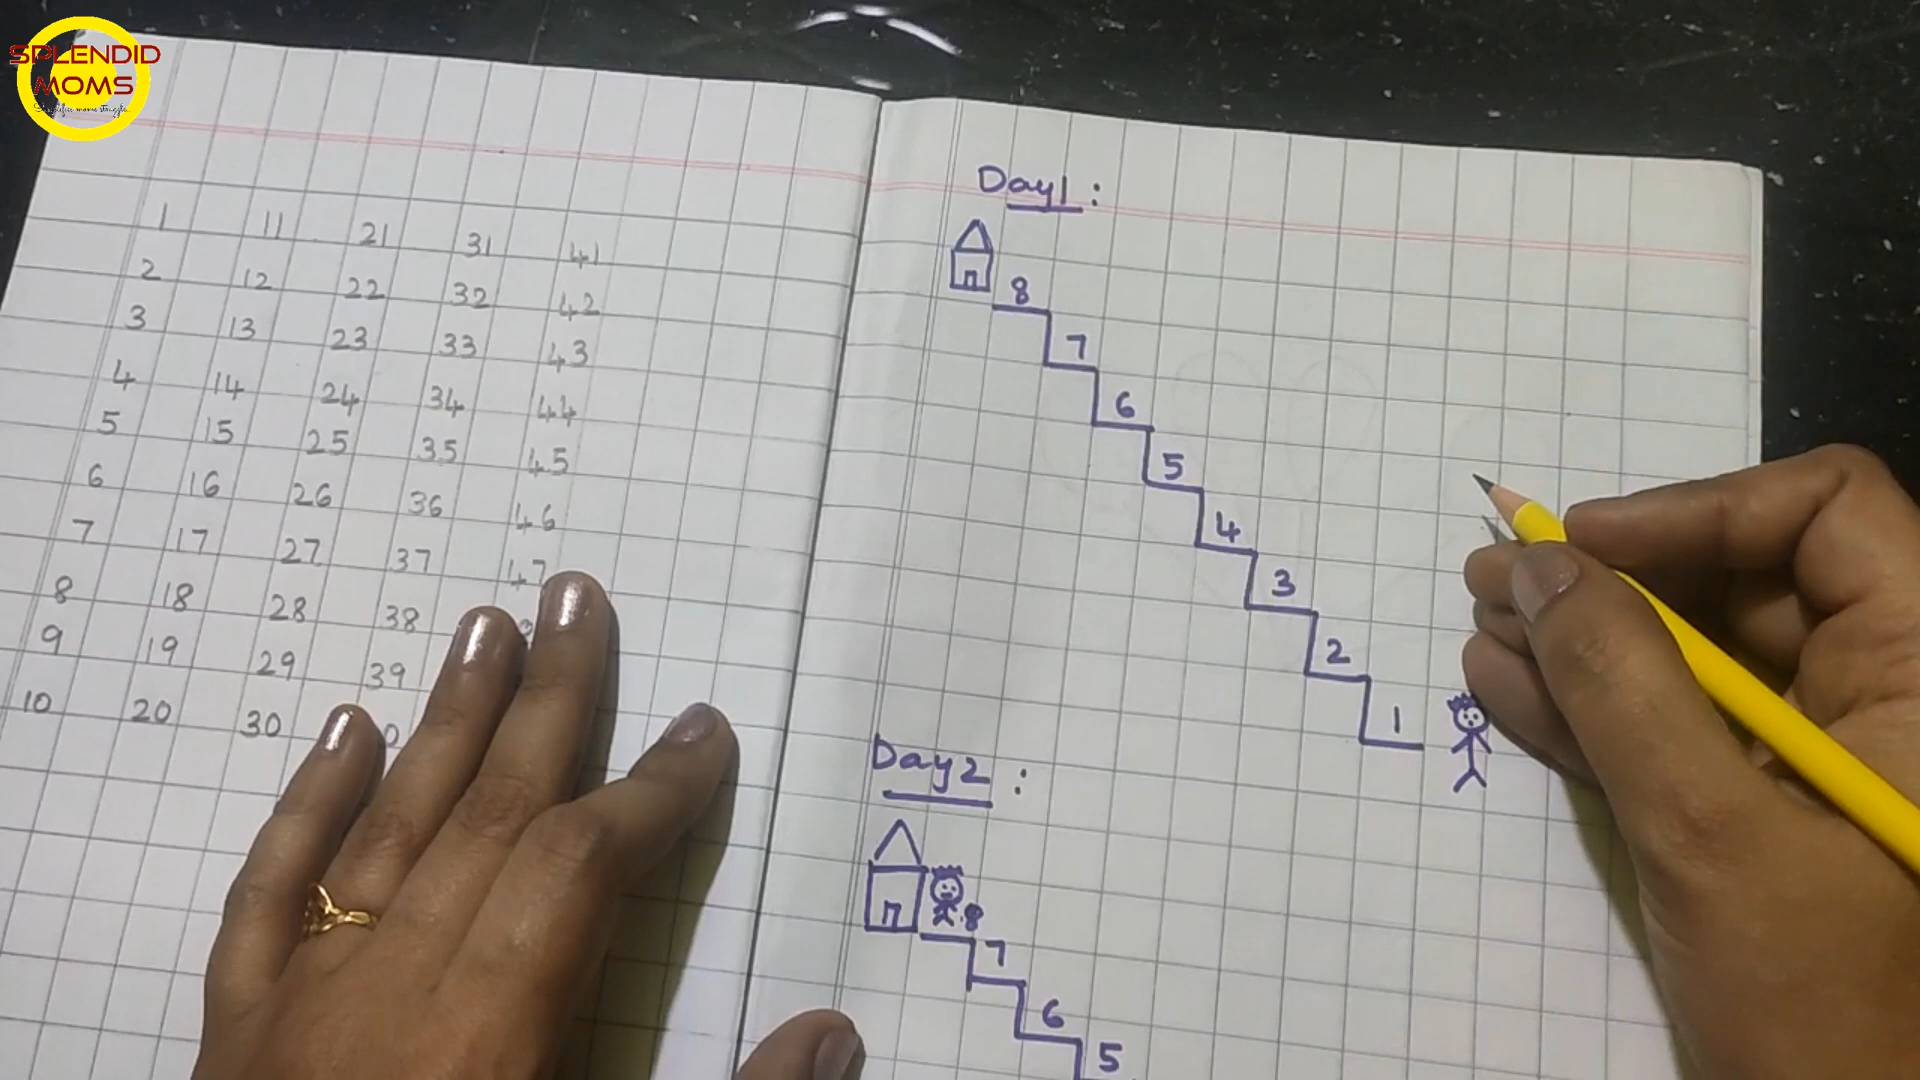 SPLENDID
MOMS
1 11 21 31 41
2 12 22 32 42
3 13 23 33 43
4 14 24 34 44
5 15 25 35 45
6 16 26 36 46
7 17 27 37 47
8 18 28 38
9 19 29 39
10 20 30
Day1 :
8
7
6
5
4
3
2
1
Day2 :
8
7
6
5